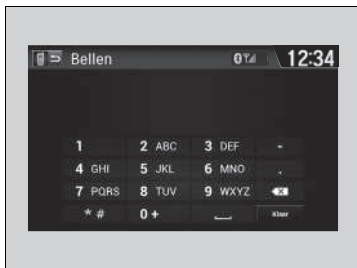 Bellen 12:34
1 2 ABC 3 DEF -
4 GHI 5 JKL 6 MNO .
7 PQRS 8 TUV 9 WXYZ
* # 0 + Klaar